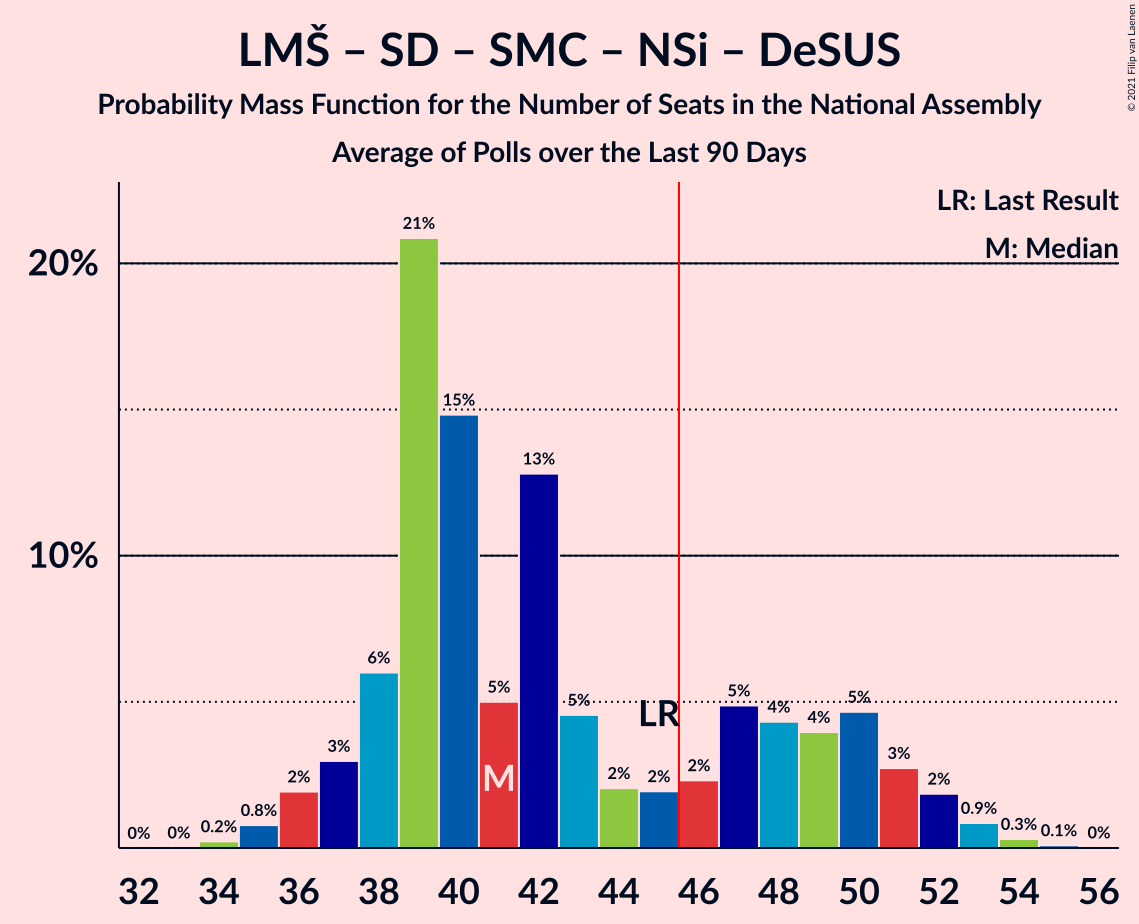 LMŠ – SD – SMC – NSi – DeSUS
Probability Mass Function for the Number of Seats in the National Assembly
Average of Polls over the Last 90 Days
© 2021 Filip van Laenen
LR: Last Result
M: Median
20%
10%
0% 0% 0.2% 0.8% 2% 3% 6% 21% 15% 5% 13% 5% 2% 2% 2% 5% 4% 4% 5% 3% 2% 0.9% 0.3% 0.1% 0%
LR
M
32 34 36 38 40 42 44 46 48 50 52 54 56